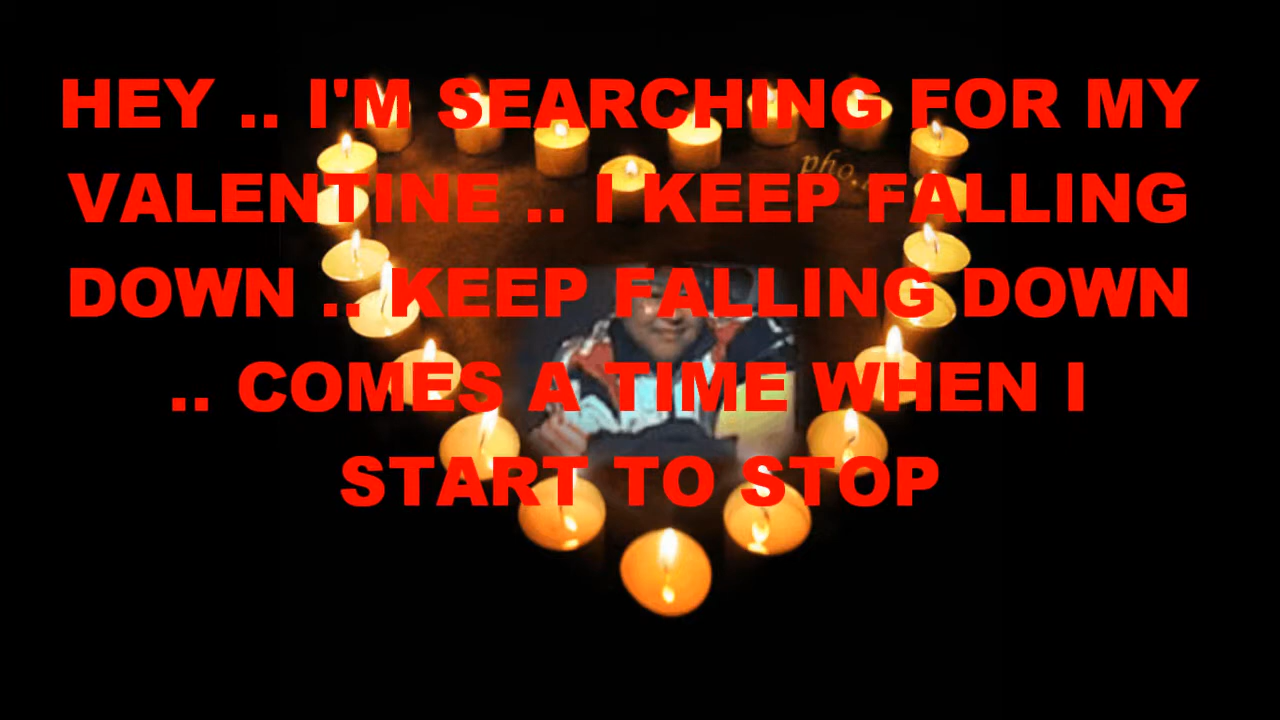 HEY .. I'M SEARCHING FOR MY
VALENTINE .. I KEEP FALLING
DOWN .. KEEP FALLING DOWN
.. COMES A TIME WHEN I
START TO STOP